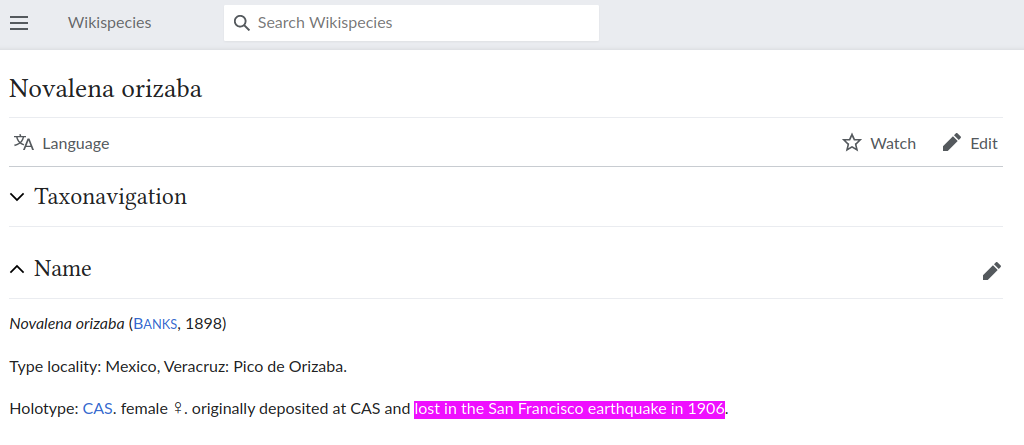 Wikispecies
Search Wikispecies
Novalena orizaba
Language
Watch
Edit
Taxonavigation
Name
Novalena orizaba (BANKS, 1898)
Type locality: Mexico, Veracruz: Pico de Orizaba.
Holotype: CAS. female ♀. originally deposited at CAS and lost in the San Francisco earthquake in 1906.